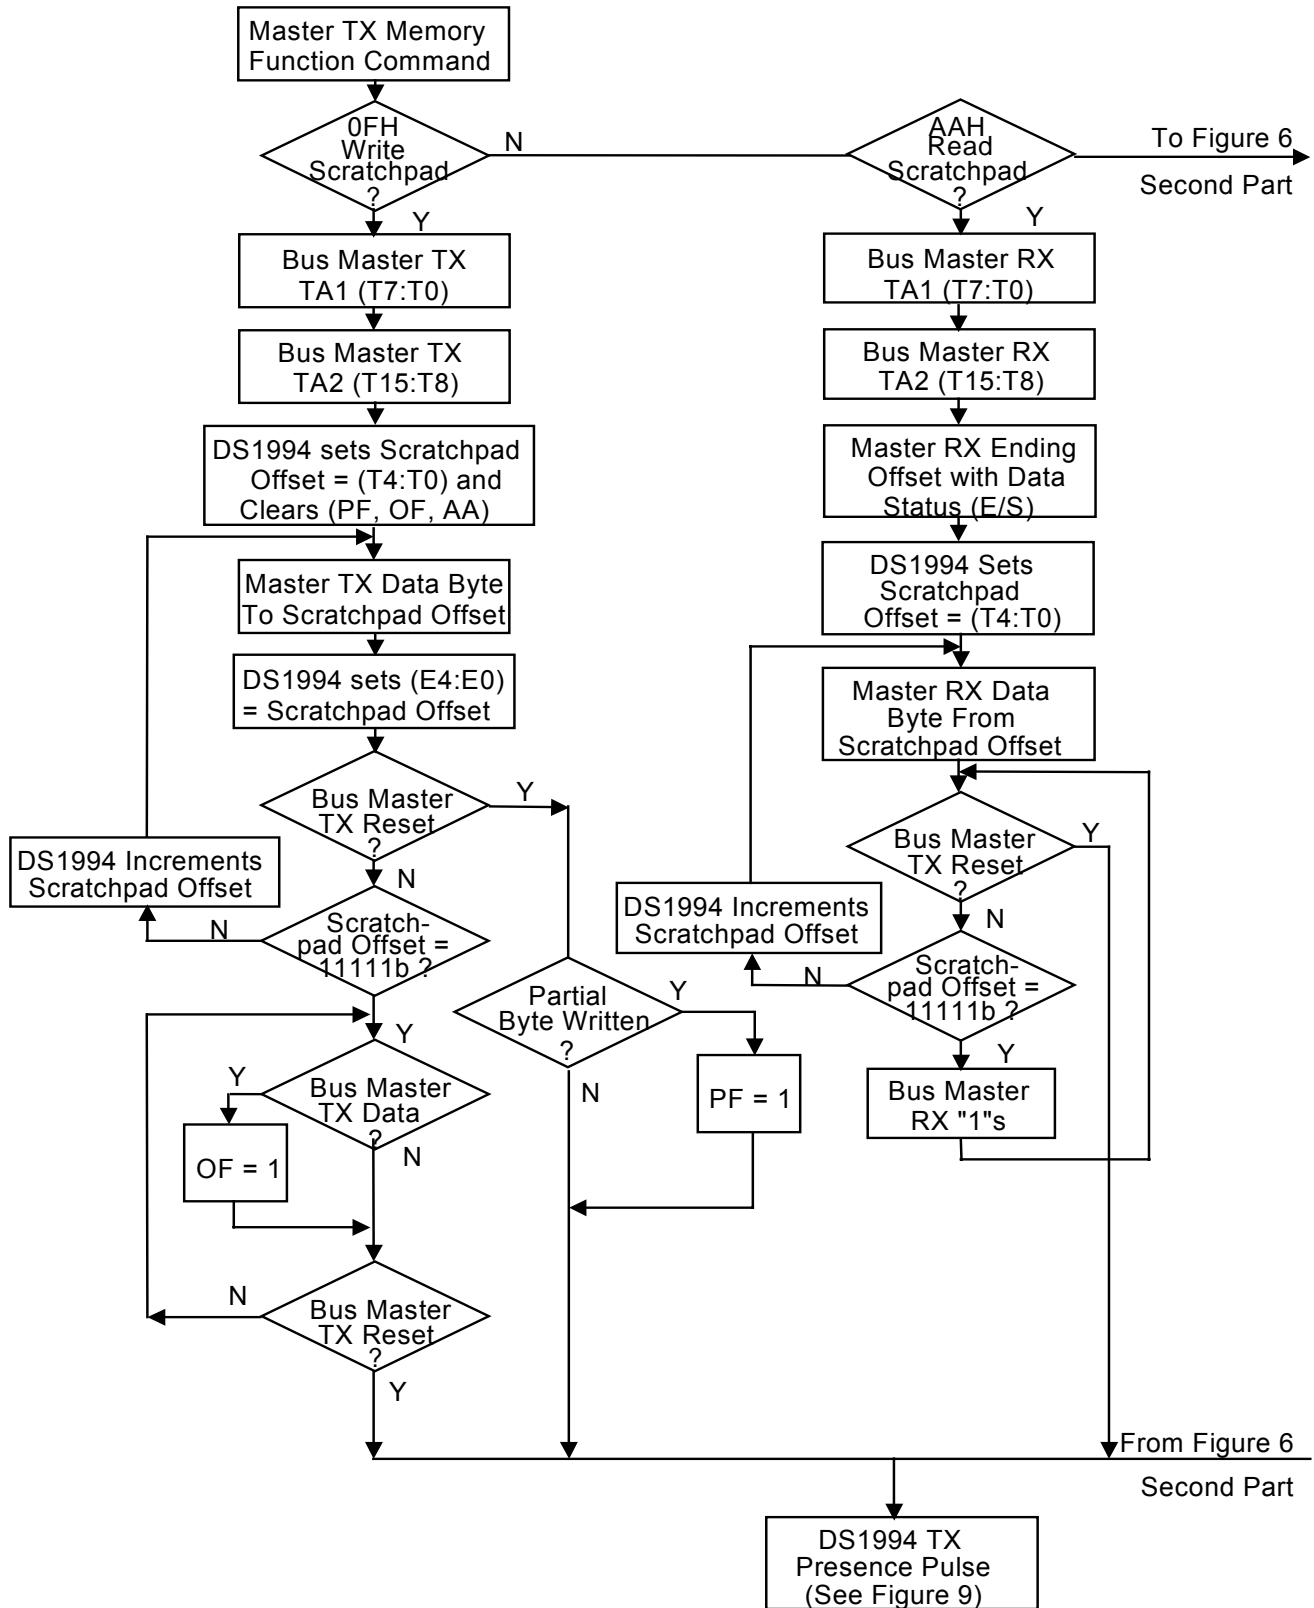 Master TX Memory
Function Command
0FH
Write
Scratchpad
?
N
Y
AAH
Read
Scratchpad
?
Y
To Figure 6
Second Part
Bus Master TX
TA1 (T7:T0)
Bus Master TX
TA2 (T15:T8)
DS1994 sets Scratchpad
Offset = (T4:T0) and
Clears (PF, OF, AA)
Master TX Data Byte
To Scratchpad Offset
DS1994 sets (E4:E0)
= Scratchpad Offset
Bus Master
TX Reset
?
Y
N
DS1994 Increments
Scratchpad Offset
N
Scratch-
pad Offset =
11111b ?
Y
Bus Master
TX Data
?
Y
N
OF = 1
Bus Master
TX Reset
?
N
Y
Partial
Byte Written
?
Y
N
PF = 1
Bus Master RX
TA1 (T7:T0)
Bus Master RX
TA2 (T15:T8)
Master RX Ending
Offset with Data
Status (E/S)
DS1994 Sets
Scratchpad
Offset = (T4:T0)
Master RX Data
Byte From
Scratchpad Offset
Bus Master
TX Reset
?
Y
N
DS1994 Increments
Scratchpad Offset
N
Scratch-
pad Offset =
11111b ?
Y
Bus Master
RX "1"s
From Figure 6
Second Part
DS1994 TX
Presence Pulse
(See Figure 9)